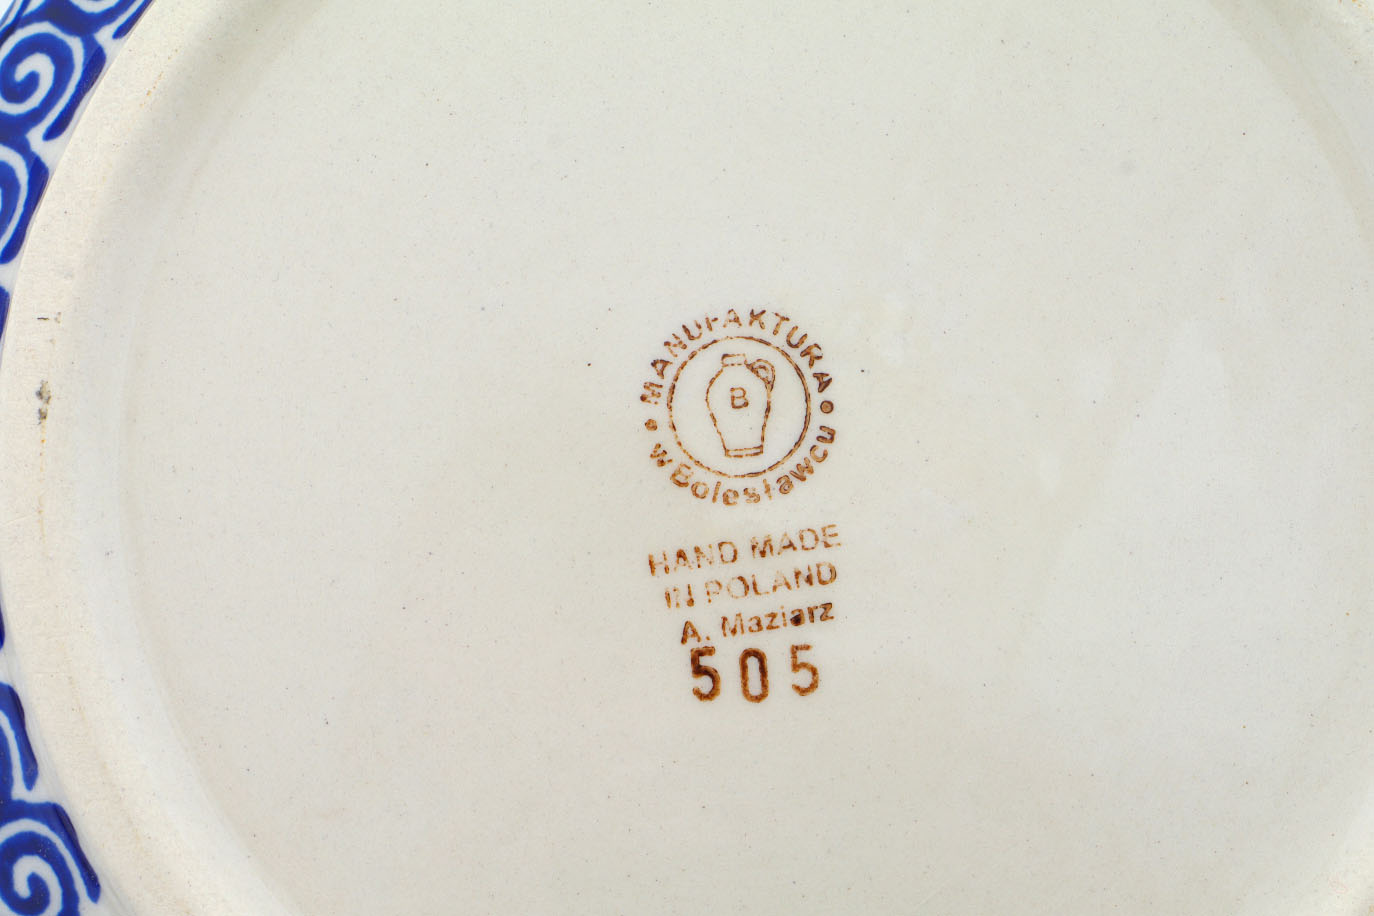 MANUFAKTURA
• w Bolesławcu •
B
HAND MADE
IN POLAND
A. Maziarz
505